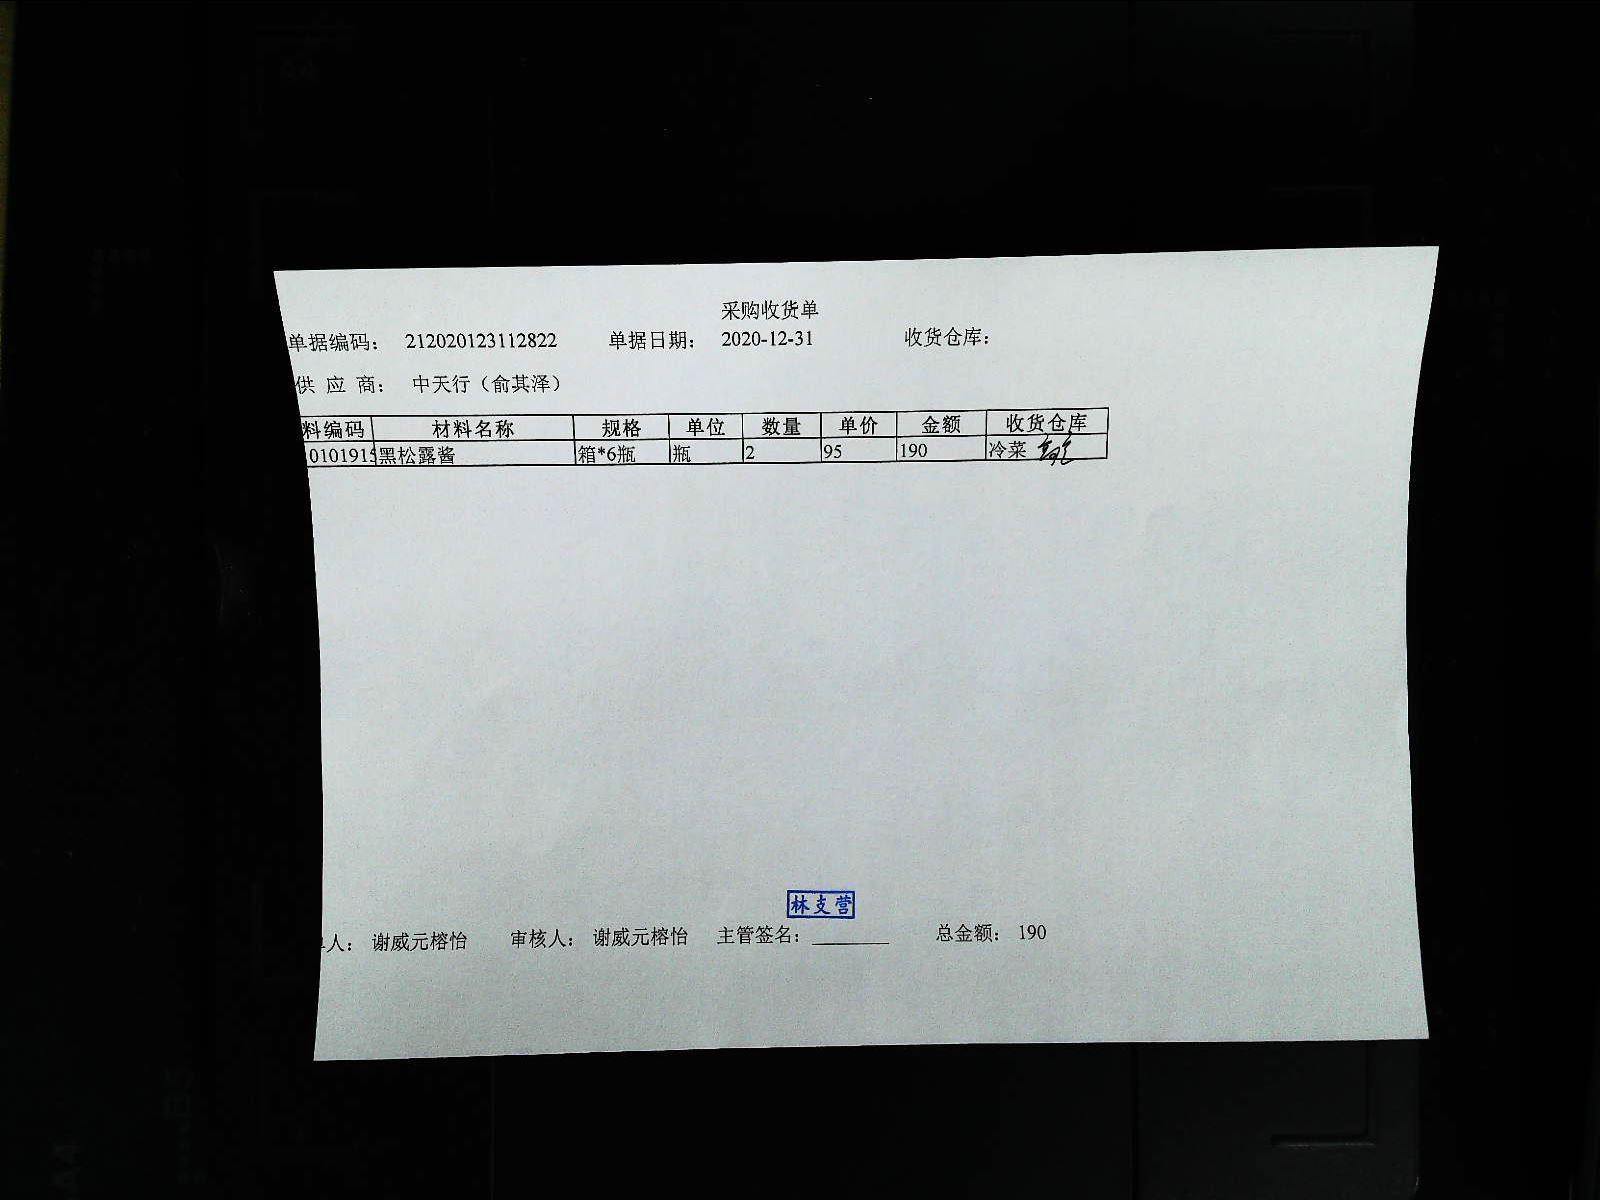 采购收货单
单据编码： 212020123112822 单据日期： 2020-12-31 收货仓库：
供 应 商： 中天行（俞其泽）
料编码 材料名称 规格 单位 数量 单价 金额 收货仓库
0101915 黑松露酱 箱*6瓶 瓶 2 95 190 冷菜
林支营
人： 谢威元榕怡 审核人： 谢威元榕怡 主管签名：________ 总金额： 190
A4
B5